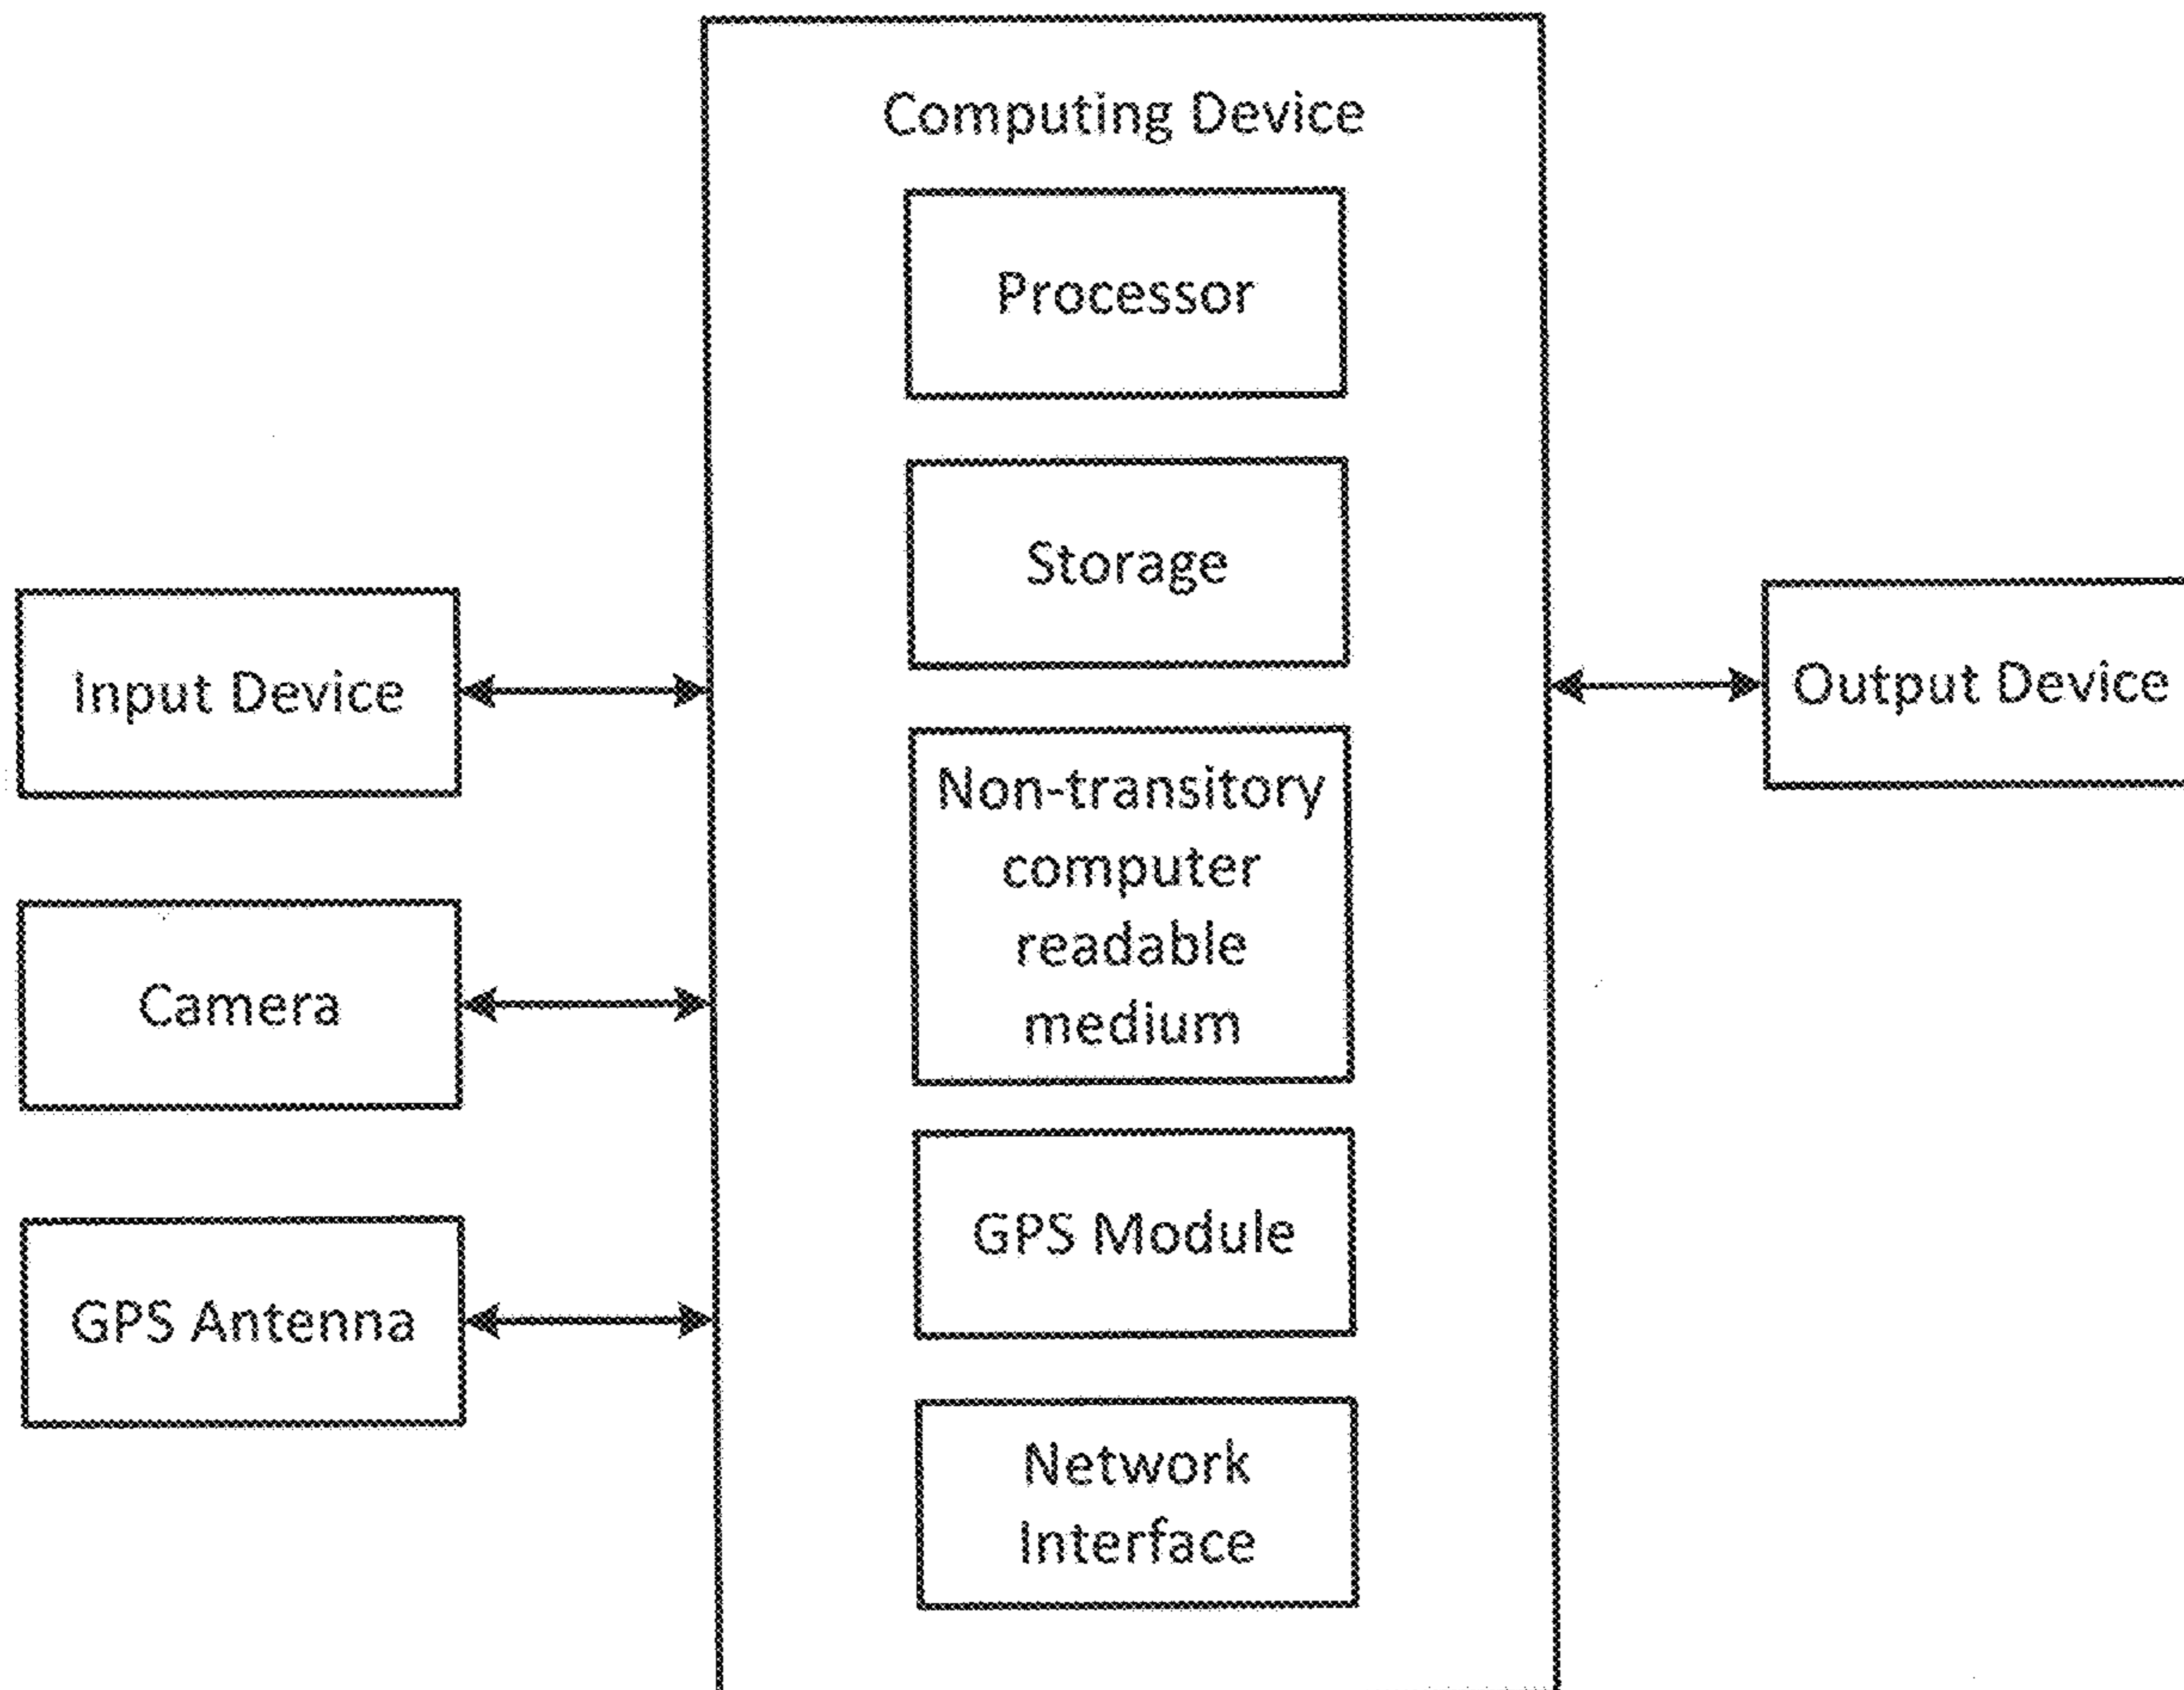 Computing Device
Processor
Storage
Input Device
Output Device
Non-transitory
computer
readable
medium
Camera
GPS Module
GPS Antenna
Network
Interface